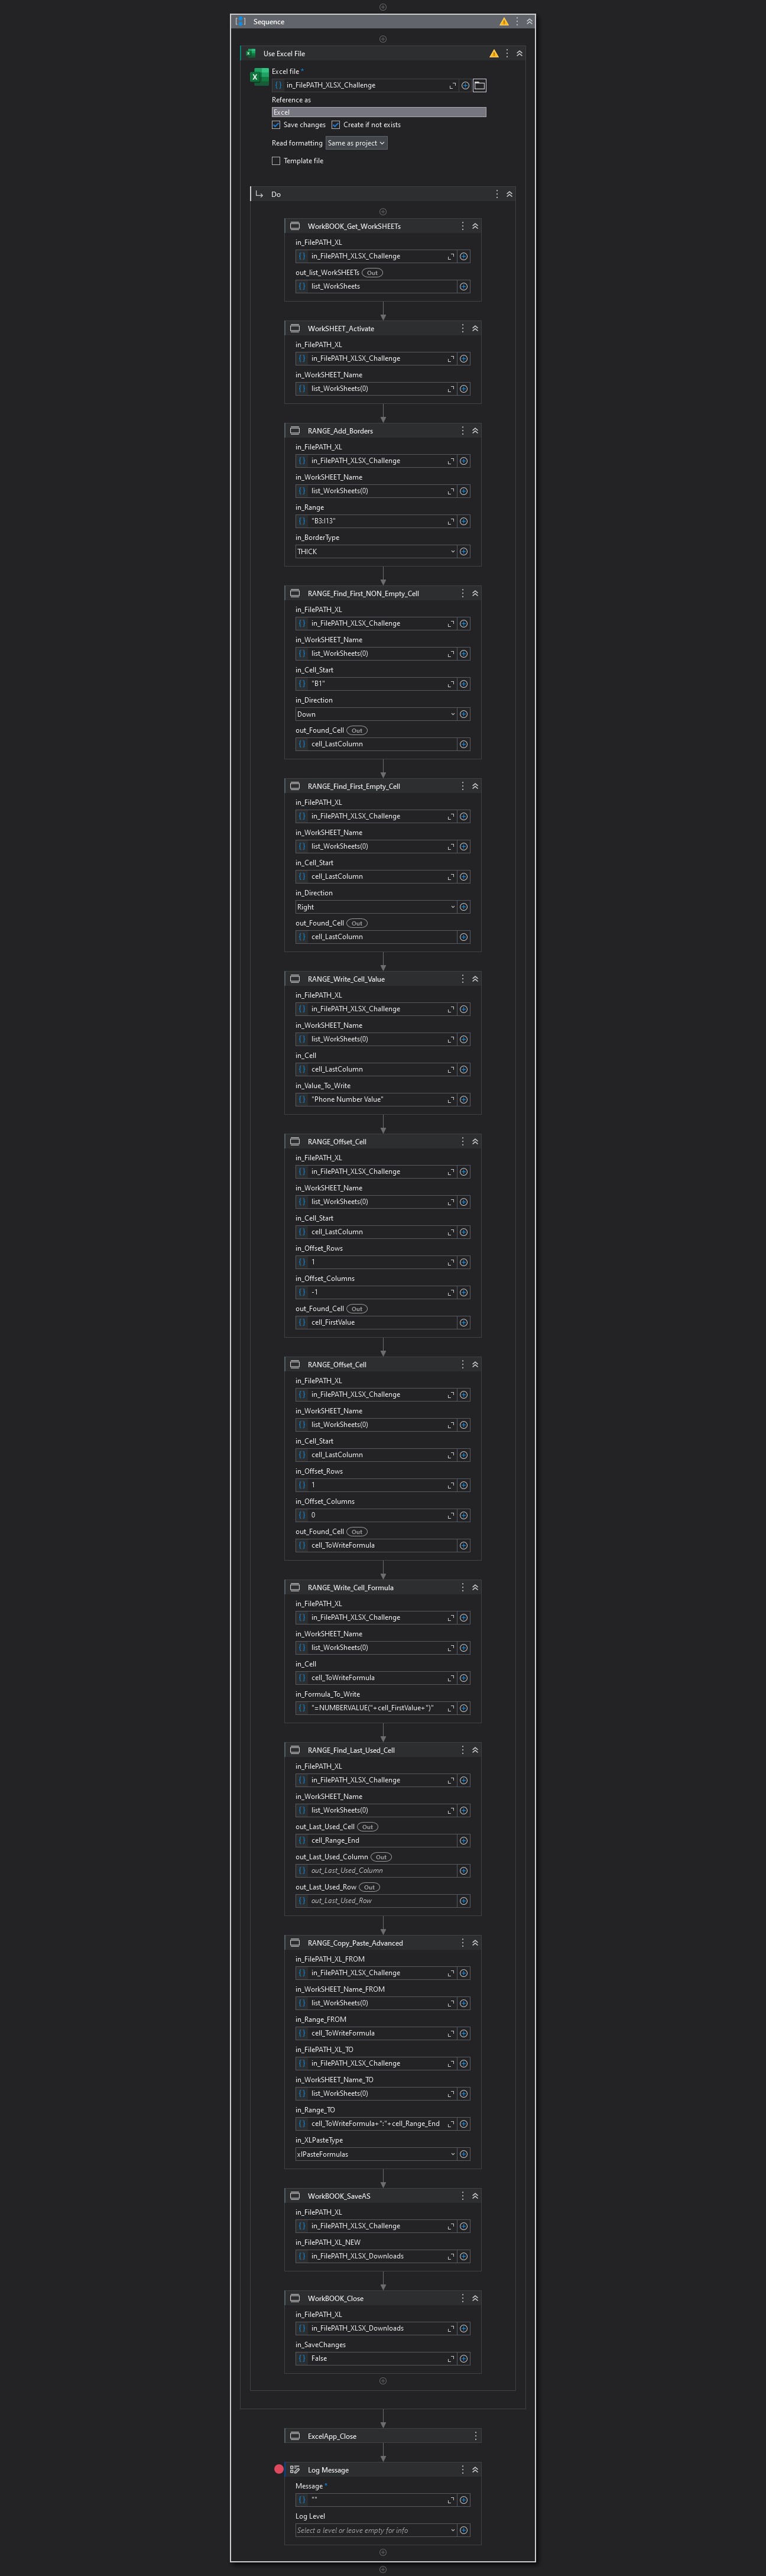 Sequence
Use Excel File
Excel file *
in_FilePATH_XLSX_Challenge
Reference as
Excel
Save changes Create if not exists
Read formatting Same as project
Template file
Do
WorkBOOK_Get_WorkSHEETs
in_FilePATH_XL
in_FilePATH_XLSX_Challenge
out_list_WorkSHEETs Out
list_WorkSheets
WorkSHEET_Activate
in_FilePATH_XL
in_FilePATH_XLSX_Challenge
in_WorkSHEET_Name
list_WorkSheets(0)
RANGE_Add_Borders
in_FilePATH_XL
in_FilePATH_XLSX_Challenge
in_WorkSHEET_Name
list_WorkSheets(0)
in_Range
"B3:I13"
in_BorderType
THICK
RANGE_Find_First_NON_Empty_Cell
in_FilePATH_XL
in_FilePATH_XLSX_Challenge
in_WorkSHEET_Name
list_WorkSheets(0)
in_Cell_Start
"B1"
in_Direction
Down
out_Found_Cell Out
cell_LastColumn
RANGE_Find_First_Empty_Cell
in_FilePATH_XL
in_FilePATH_XLSX_Challenge
in_WorkSHEET_Name
list_WorkSheets(0)
in_Cell_Start
cell_LastColumn
in_Direction
Right
out_Found_Cell Out
cell_LastColumn
RANGE_Write_Cell_Value
in_FilePATH_XL
in_FilePATH_XLSX_Challenge
in_WorkSHEET_Name
list_WorkSheets(0)
in_Cell
cell_LastColumn
in_Value_To_Write
"Phone Number Value"
RANGE_Offset_Cell
in_FilePATH_XL
in_FilePATH_XLSX_Challenge
in_WorkSHEET_Name
list_WorkSheets(0)
in_Cell_Start
cell_LastColumn
in_Offset_Rows
1
in_Offset_Columns
-1
out_Found_Cell Out
cell_FirstValue
RANGE_Offset_Cell
in_FilePATH_XL
in_FilePATH_XLSX_Challenge
in_WorkSHEET_Name
list_WorkSheets(0)
in_Cell_Start
cell_LastColumn
in_Offset_Rows
1
in_Offset_Columns
0
out_Found_Cell Out
cell_ToWriteFormula
RANGE_Write_Cell_Formula
in_FilePATH_XL
in_FilePATH_XLSX_Challenge
in_WorkSHEET_Name
list_WorkSheets(0)
in_Cell
cell_ToWriteFormula
in_Formula_To_Write
"=NUMBERVALUE("+cell_FirstValue+")"
RANGE_Find_Last_Used_Cell
in_FilePATH_XL
in_FilePATH_XLSX_Challenge
in_WorkSHEET_Name
list_WorkSheets(0)
out_Last_Used_Cell Out
cell_Range_End
out_Last_Used_Column Out
out_Last_Used_Column
out_Last_Used_Row Out
out_Last_Used_Row
RANGE_Copy_Paste_Advanced
in_FilePATH_XL_FROM
in_FilePATH_XLSX_Challenge
in_WorkSHEET_Name_FROM
list_WorkSheets(0)
in_Range_FROM
cell_ToWriteFormula
in_FilePATH_XL_TO
in_FilePATH_XLSX_Challenge
in_WorkSHEET_Name_TO
list_WorkSheets(0)
in_Range_TO
cell_ToWriteFormula+":"+cell_Range_End
in_XLPasteType
xlPasteFormulas
WorkBOOK_SaveAS
in_FilePATH_XL
in_FilePATH_XLSX_Challenge
in_FilePATH_XL_NEW
in_FilePATH_XLSX_Downloads
WorkBOOK_Close
in_FilePATH_XL
in_FilePATH_XLSX_Downloads
in_SaveChanges
False
ExcelApp_Close
Log Message
Message *
""
Log Level
Select a level or leave empty for info